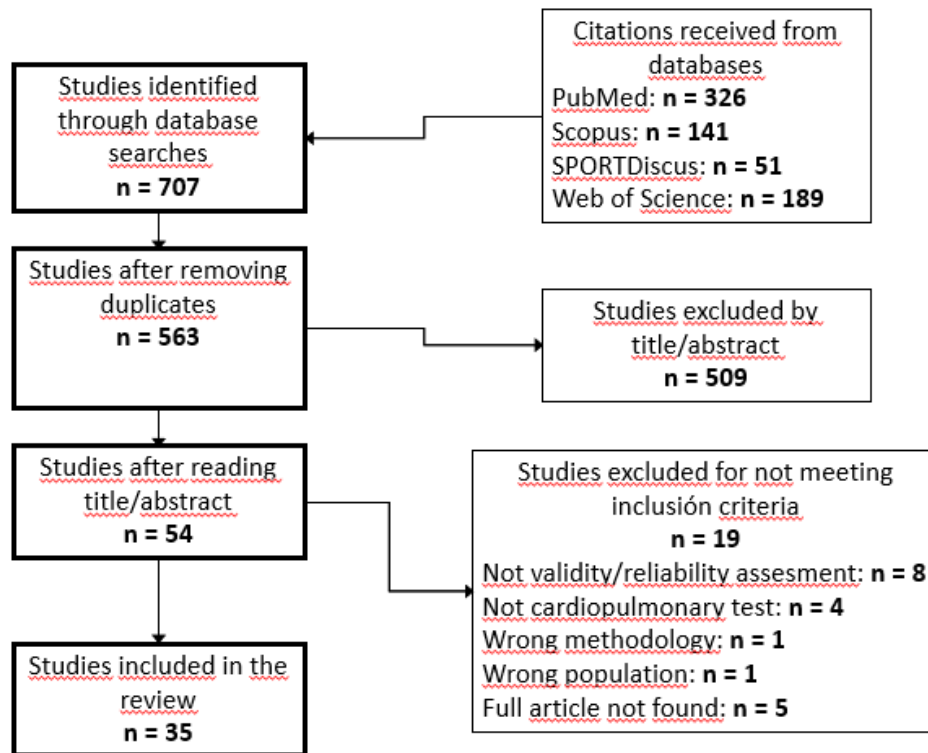 Citations received from
databases
PubMed: n = 326
Scopus: n = 141
SPORTDiscus: n = 51
Web of Science: n = 189
Studies identified
through database
searches
n = 707
Studies after removing
duplicates
n = 563
Studies excluded by
title/abstract
n = 509
Studies after reading
title/abstract
n = 54
Studies excluded for not meeting
inclusión criteria
n = 19
Not validity/reliability assesment: n = 8
Not cardiopulmonary test: n = 4
Wrong methodology: n = 1
Wrong population: n = 1
Full article not found: n = 5
Studies included in the
review
n = 35